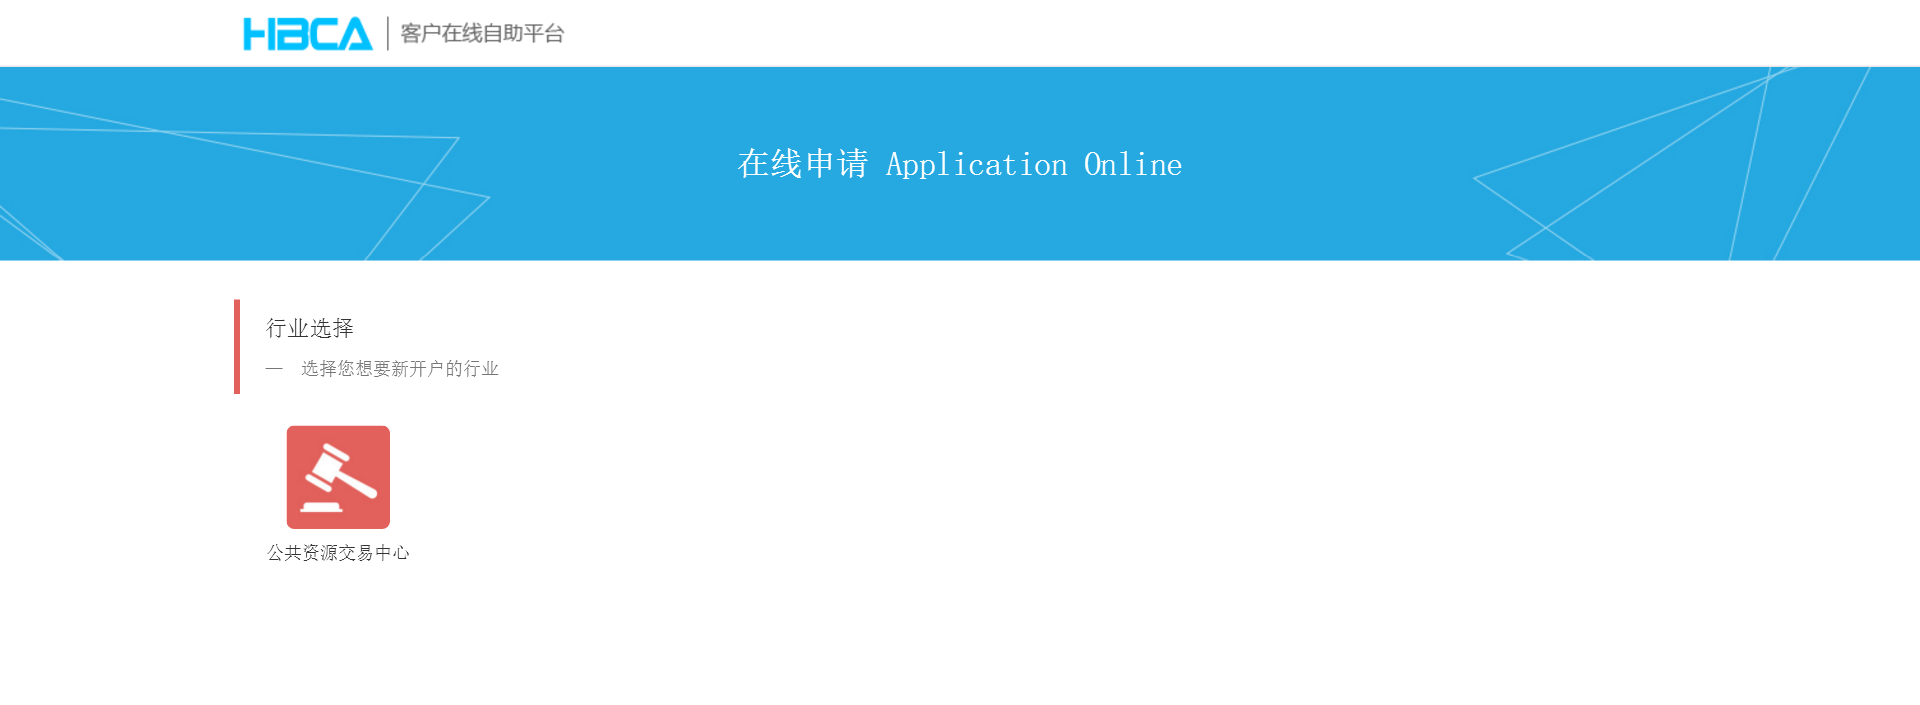 HBCA 客户在线自助平台
在线申请 Application Online
行业选择
— 选择您想要新开户的行业
公共资源交易中心